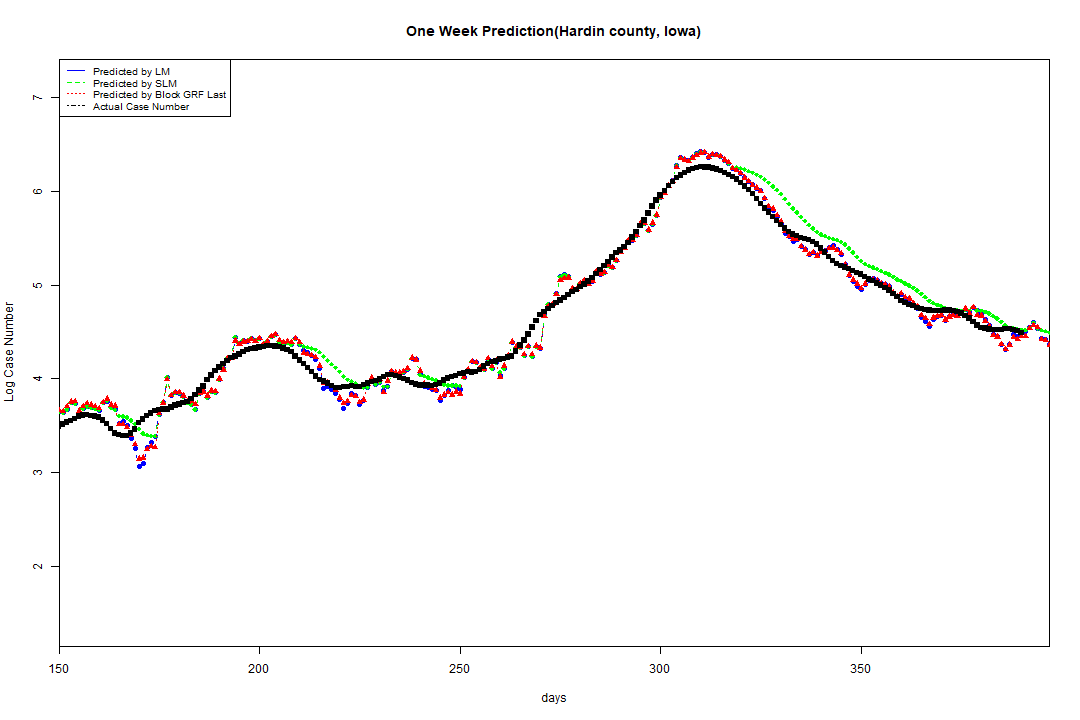 One Week Prediction(Hardin county, Iowa)
Predicted by LM
Predicted by SLM
Predicted by Block GRF Last
Actual Case Number
Log Case Number
7
6
5
4
3
2
150 200 250 300 350
days